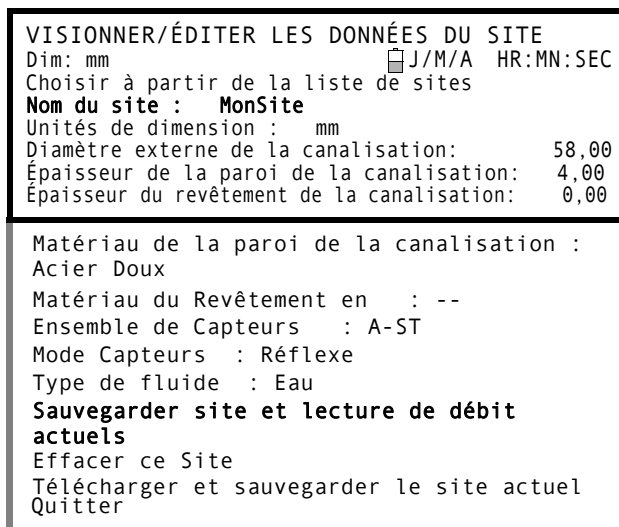 VISIONNER/ÉDITER LES DONNÉES DU SITE
Dim: mm J/M/A HR:MN:SEC
Choisir à partir de la liste de sites
Nom du site : MonSite
Unités de dimension : mm
Diamètre externe de la canalisation: 58,00
Épaisseur de la paroi de la canalisation: 4,00
Épaisseur du revêtement de la canalisation: 0,00
Matériau de la paroi de la canalisation :
Acier Doux
Matériau du Revêtement en : --
Ensemble de Capteurs : A-ST
Mode Capteurs : Réflexe
Type de fluide : Eau
Sauvegarder site et lecture de débit
actuels
Effacer ce Site
Télécharger et sauvegarder le site actuel
Quitter